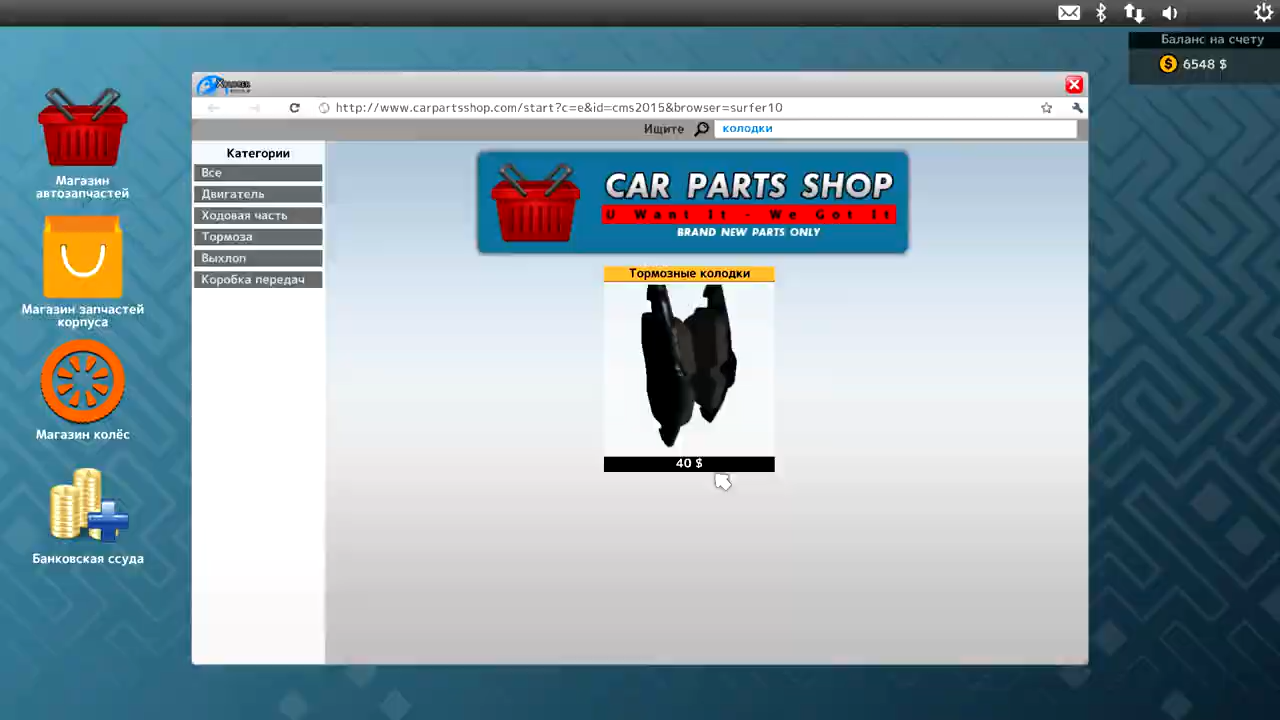 Баланс на счету
$ 6548 $
http://www.carpartsshop.com/start?c=e&id=cms2015&browser=surfer10
Ищите
колодки
Магазин
автозапчастей
Магазин запчастей
корпуса
Магазин колёс
Банковская ссуда
Категории
Все
Двигатель
Ходовая часть
Тормоза
Выхлоп
Коробка передач
CAR PARTS SHOP
U Want It - We Got It
BRAND NEW PARTS ONLY
Тормозные колодки
40 $